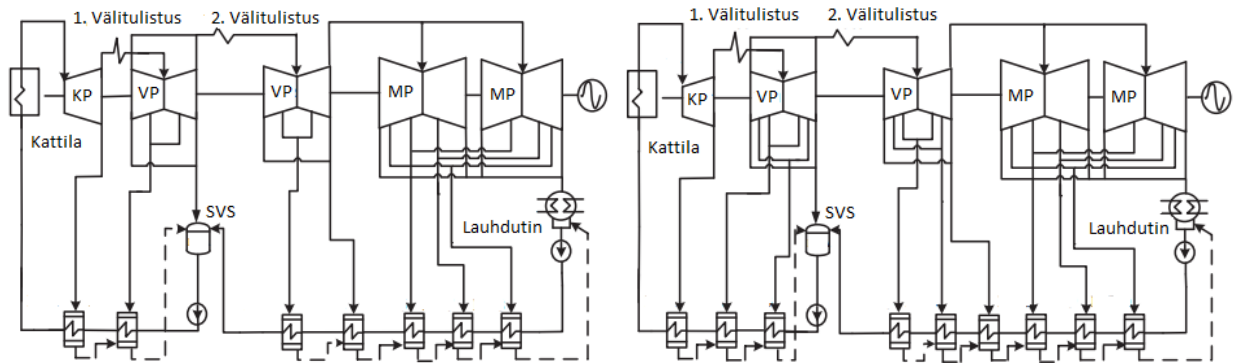 1. Välitulistus
2. Välitulistus
KP
VP
VP
MP
MP
Kattila
SVS
Lauhdutin
1. Välitulistus
2. Välitulistus
KP
VP
VP
MP
MP
Kattila
SVS
Lauhdutin